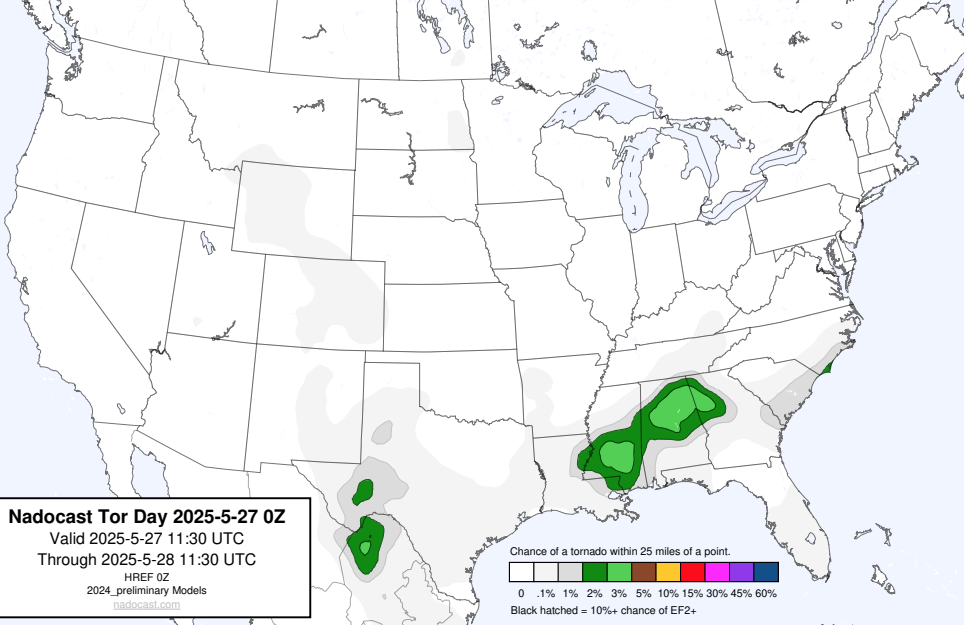 Nadocast Tor Day 2025-5-27 0Z
Valid 2025-5-27 11:30 UTC
Through 2025-5-28 11:30 UTC
HREF 0Z
2024_preliminary Models
nadocast.com
Chance of a tornado within 25 miles of a point.
0 .1% 1% 2% 3% 5% 10% 15% 30% 45% 60%
Black hatched = 10%+ chance of EF2+